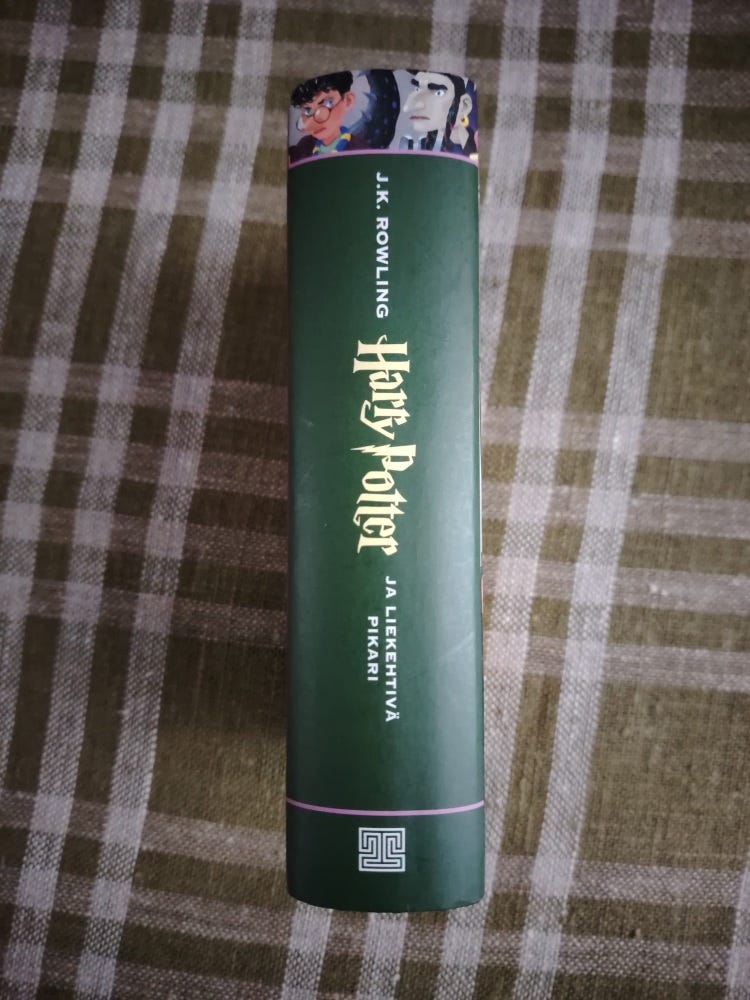 J.K. ROWLING
Harry Potter
JA LIEKEHTIVÄ
PIKARI